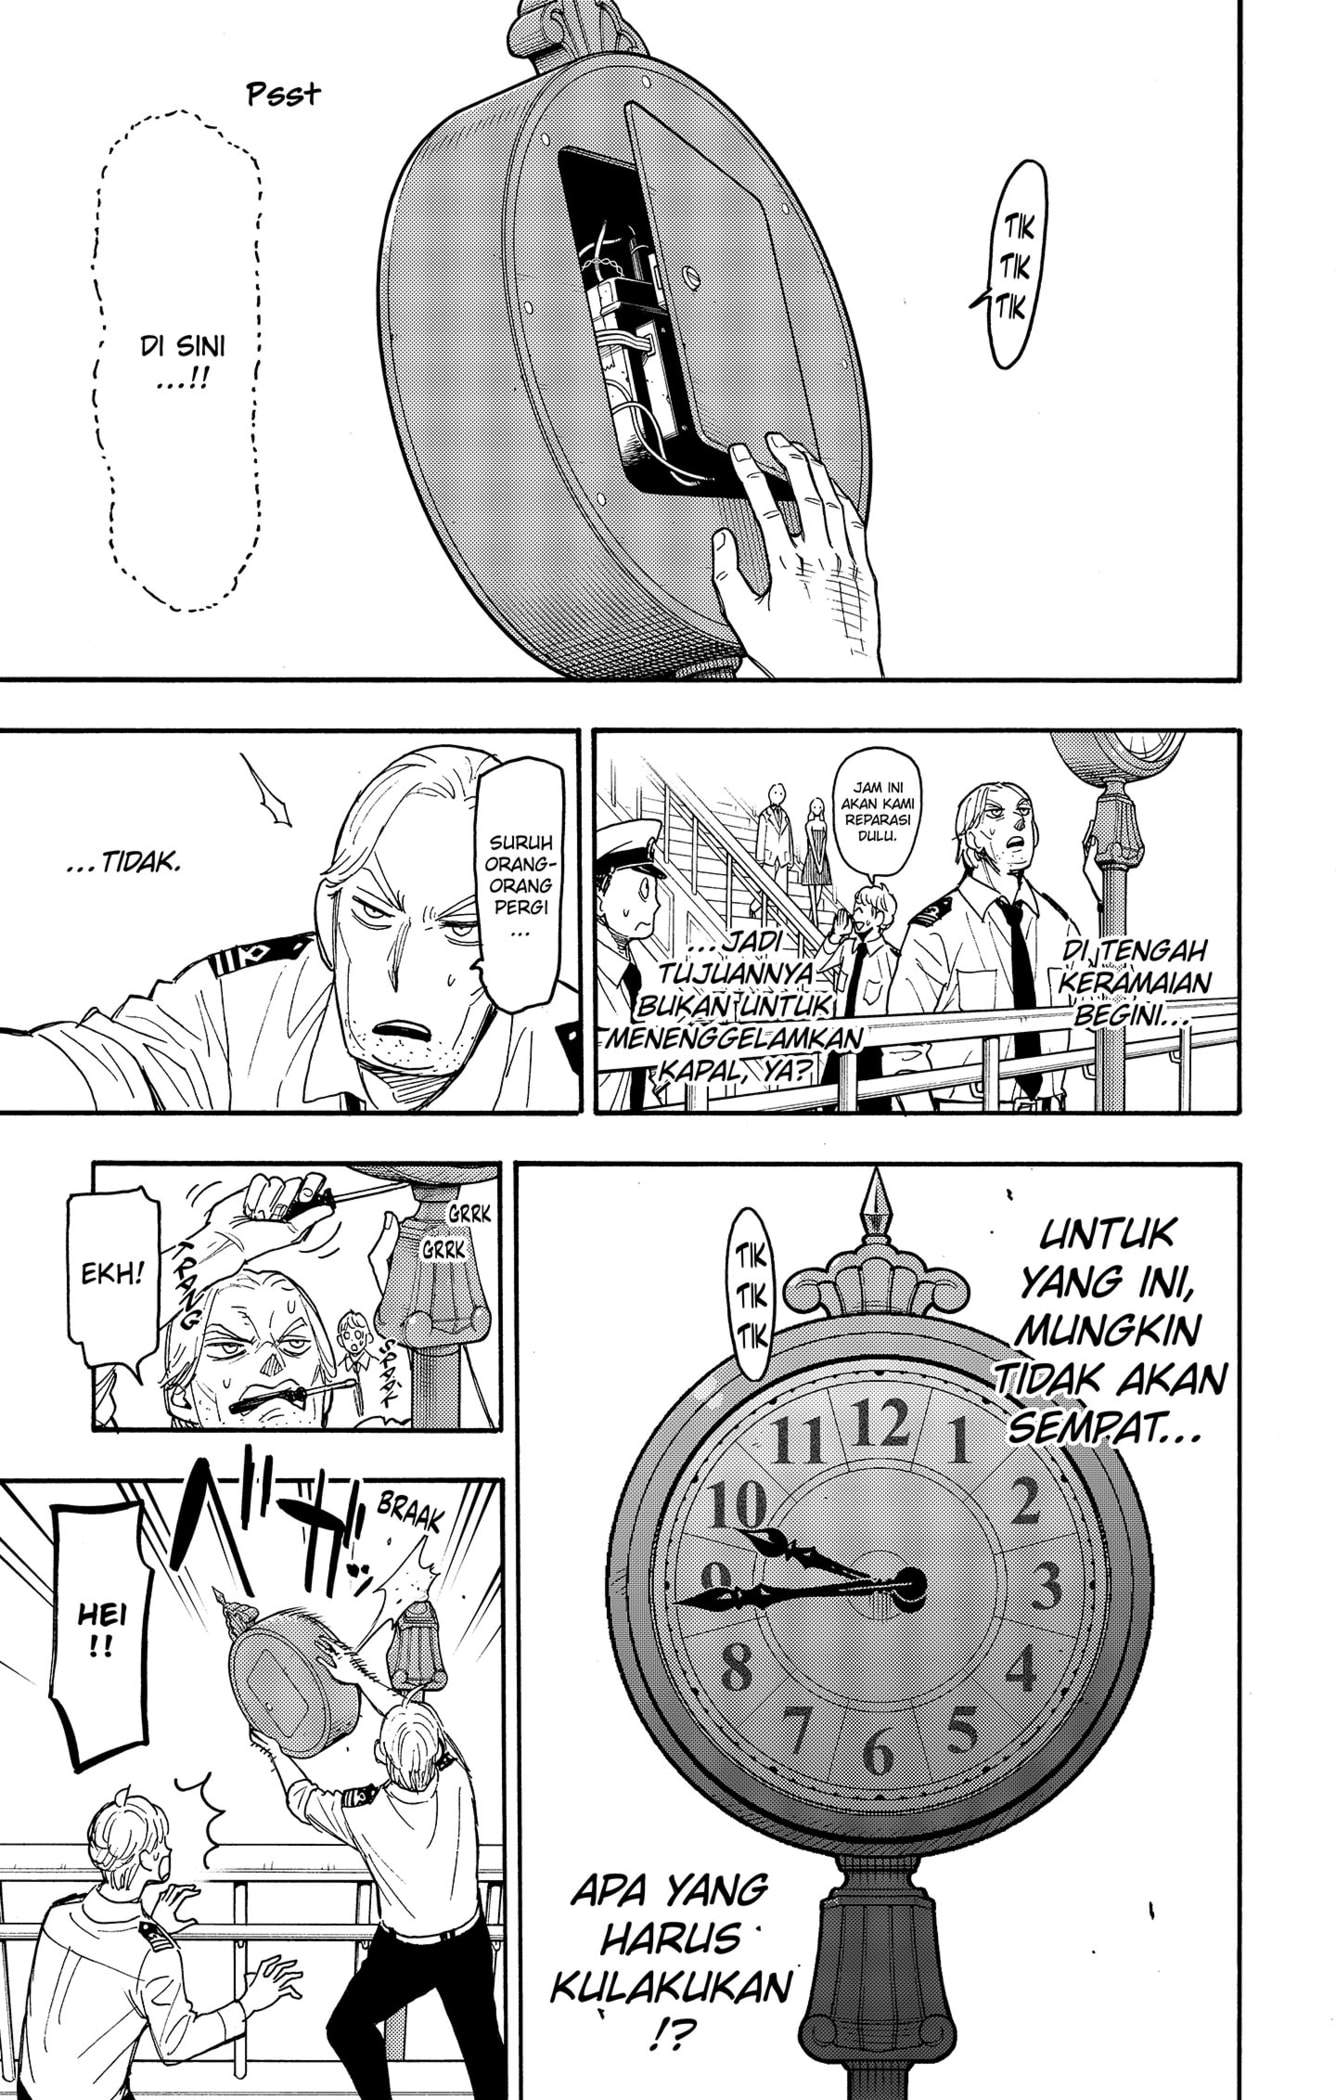 TIK
TIK
TIK
Psst
DI SINI
...!!
DI TENGAH
KERAMAIAN
BEGINI...
JAM INI
AKAN KAMI
REPARASI
DULU.
...JADI
TUJUANNYA
BUKAN UNTUK
MENENGGELAMKAN
KAPAL, YA?
SURUH
ORANG-
ORANG
PERGI
...
...TIDAK.
UNTUK
YANG INI,
MUNGKIN
TIDAK AKAN
SEMPAT...
TIK
TIK
TIK
12
1
2
3
4
5
6
7
8
9
10
11
APA YANG
HARUS
KULAKUKAN
!?
GRRK
GRRK
EKH!
TRANG
BRAAK
HEI
!!